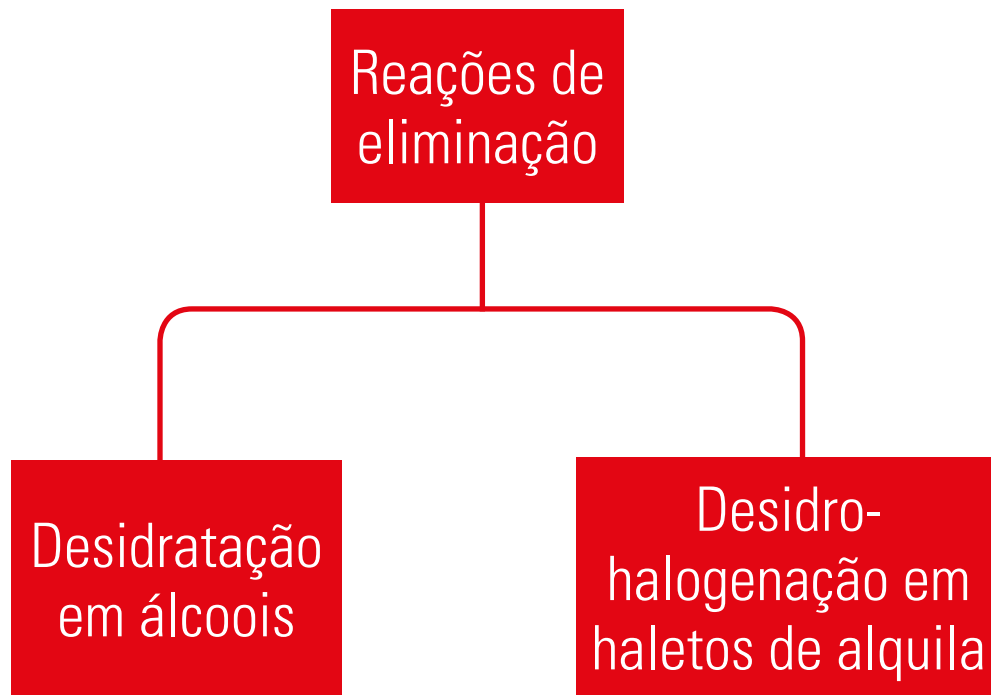 Reações de
eliminação
Desidratação
em álcoois
Desidro-
halogenação em
haletos de alquila